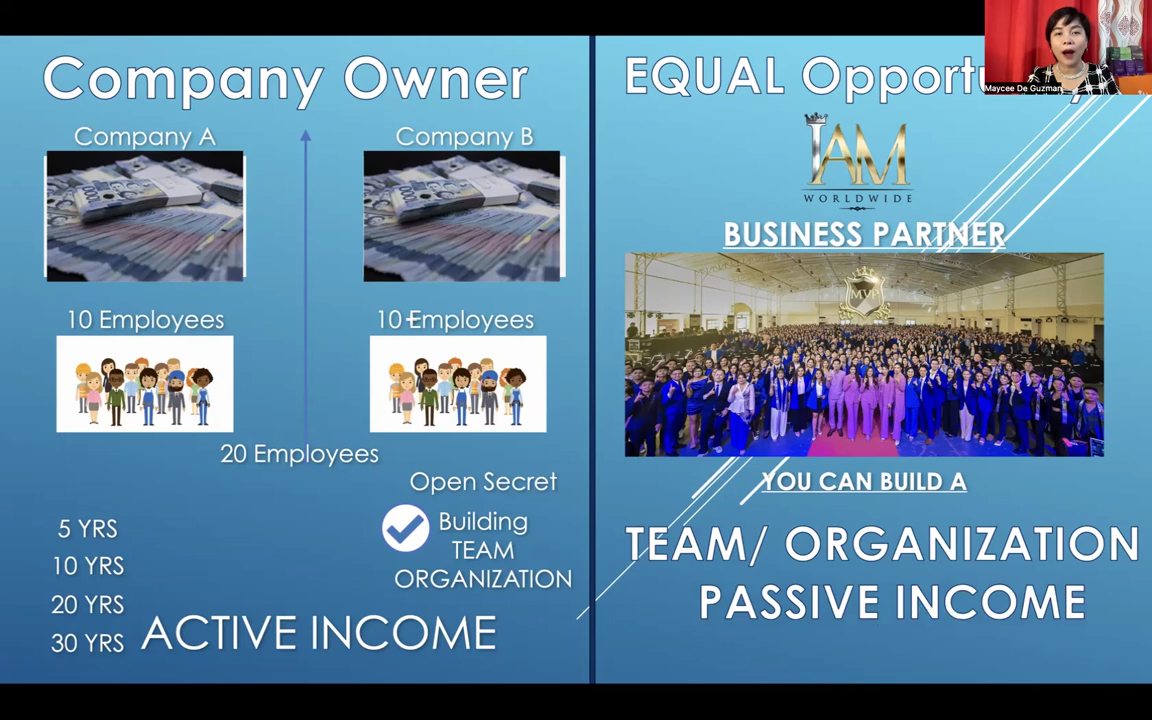 Company Owner
Company A
Company B
10 Employees
10 Employees
20 Employees
Open Secret
Building
TEAM
ORGANIZATION
5 YRS
10 YRS
20 YRS
30 YRS
ACTIVE INCOME
EQUAL
Maycee De Guzman
IAM
WORLDWIDE
BUSINESS PARTNER
MVP
YOU CAN BUILD A
TEAM/ ORGANIZATION
PASSIVE INCOME